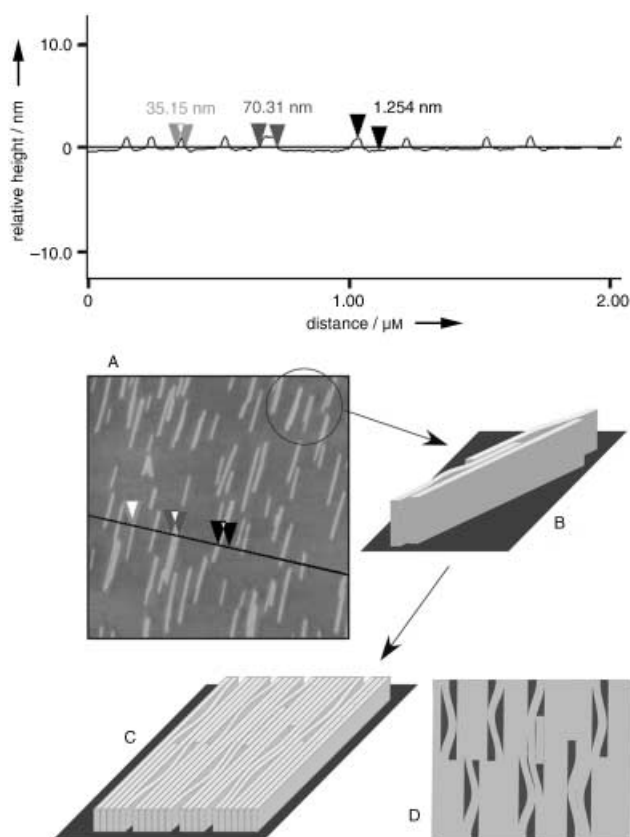 10.0
relative height / nm
35.15 nm
70.31 nm
1.254 nm
0
−10.0
0
1.00
2.00
distance / µM
A
B
C
D